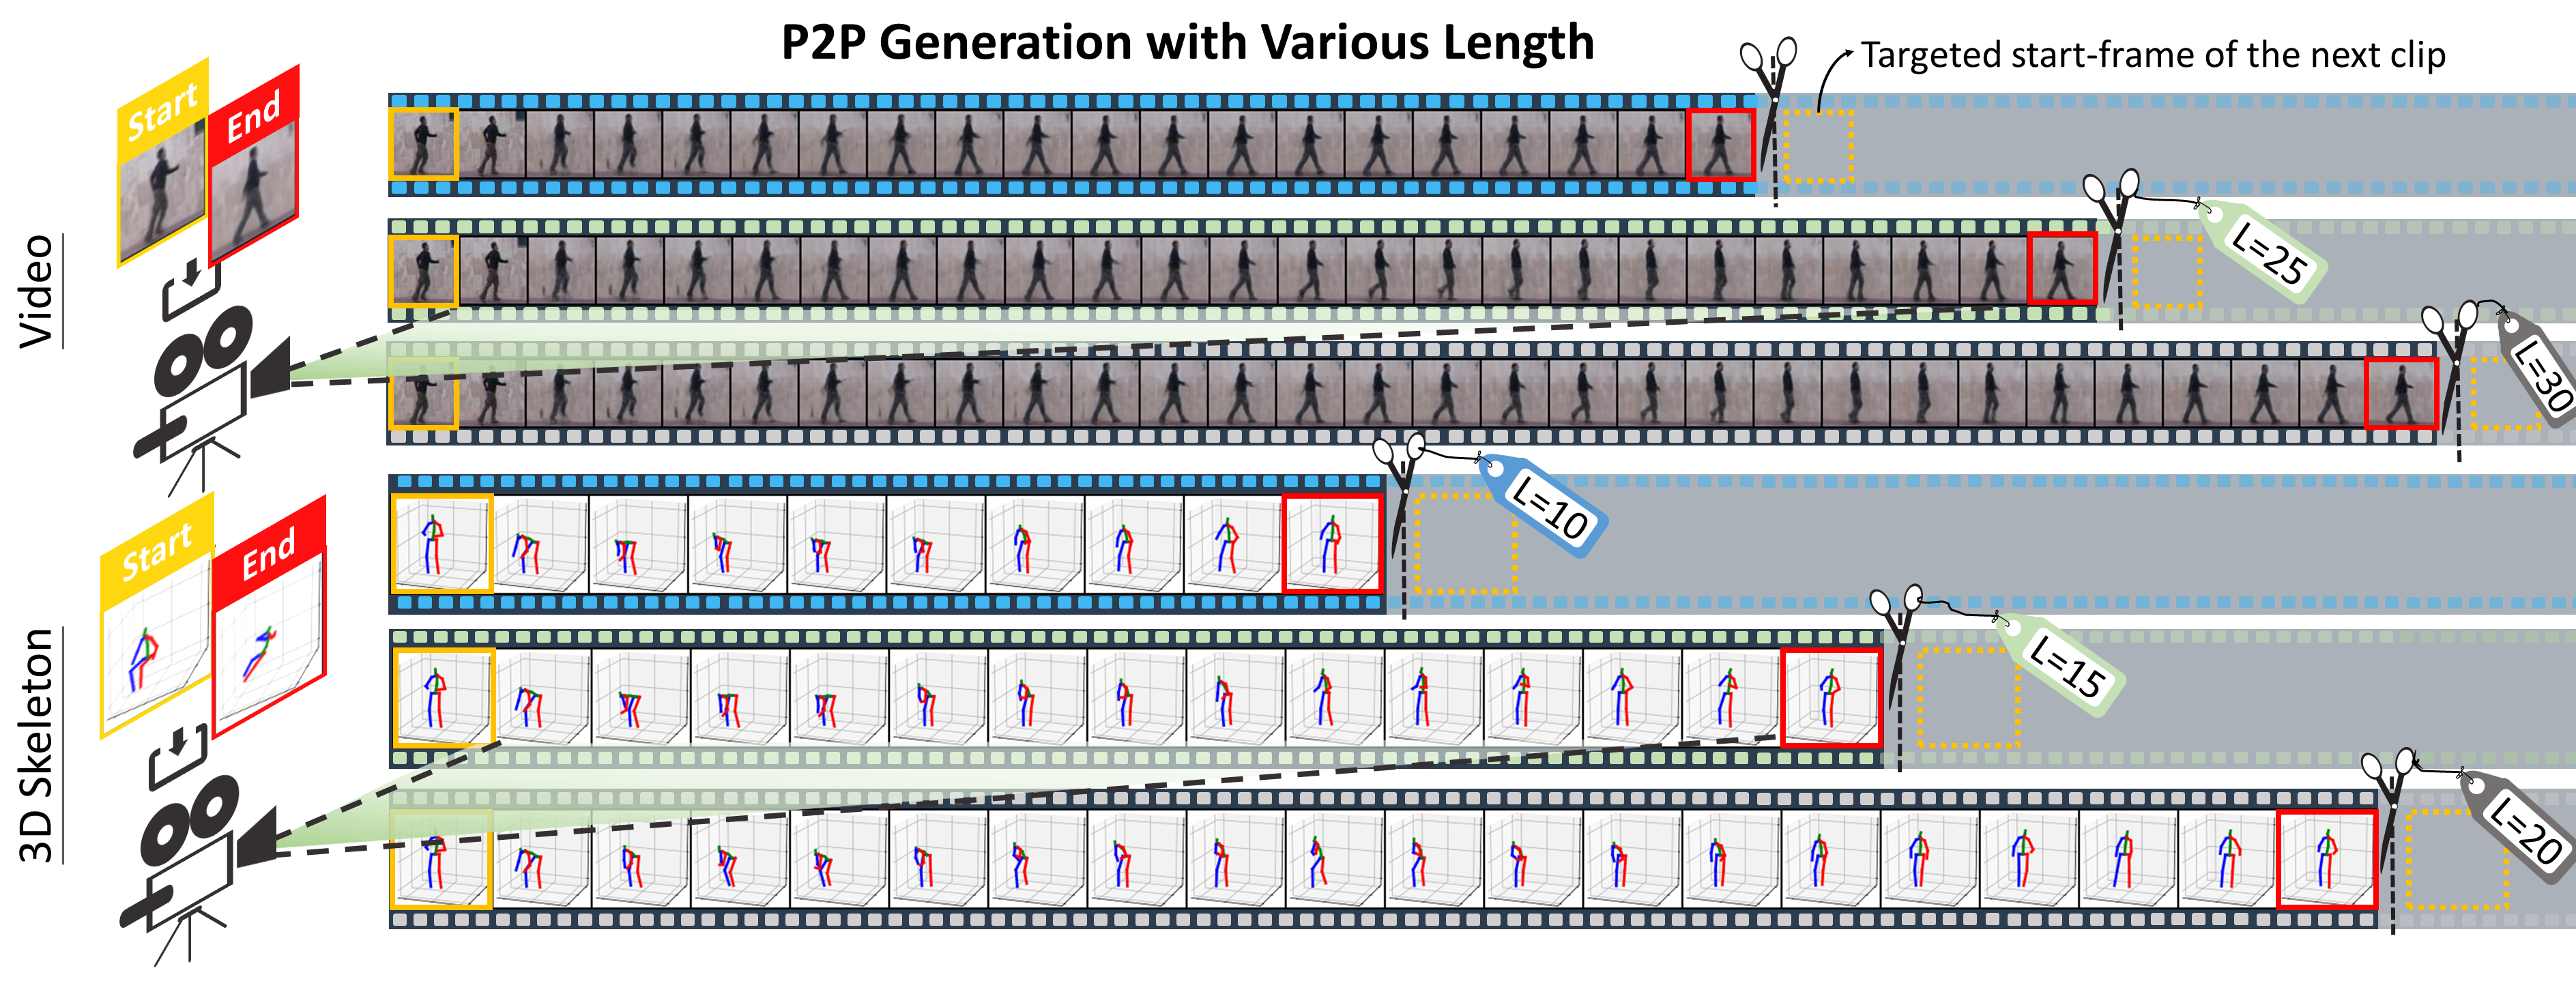 P2P Generation with Various Length
Targeted start-frame of the next clip
Start
End
Video
L=25
L=30
L=10
Start
End
3D Skeleton
L=15
L=20